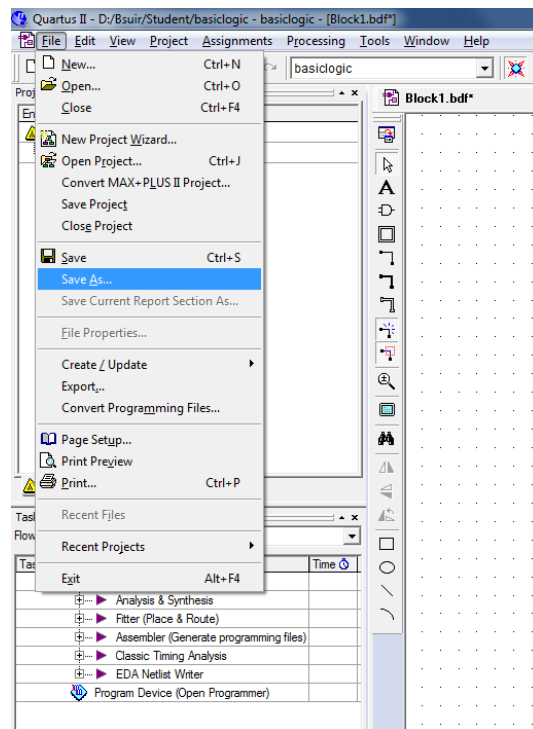 Quartus II - D:/Bsuir/Student/basiclogic - basiclogic - [Block1.bdf*]
File Edit View Project Assignments Processing Tools Window Help
basiclogic
New... Ctrl+N
Open... Ctrl+O
Close Ctrl+F4
New Project Wizard...
Open Project... Ctrl+J
Convert MAX+PLUS II Project...
Save Project
Close Project
Save Ctrl+S
Save As...
Save Current Report Section As...
File Properties...
Create / Update
Export...
Convert Programming Files...
Page Setup...
Print Preview
Print... Ctrl+P
Recent Files
Recent Projects
Exit Alt+F4
Block1.bdf*
A
Time
Analysis & Synthesis
Fitter (Place & Route)
Assembler (Generate programming files)
Classic Timing Analysis
EDA Netlist Writer
Program Device (Open Programmer)